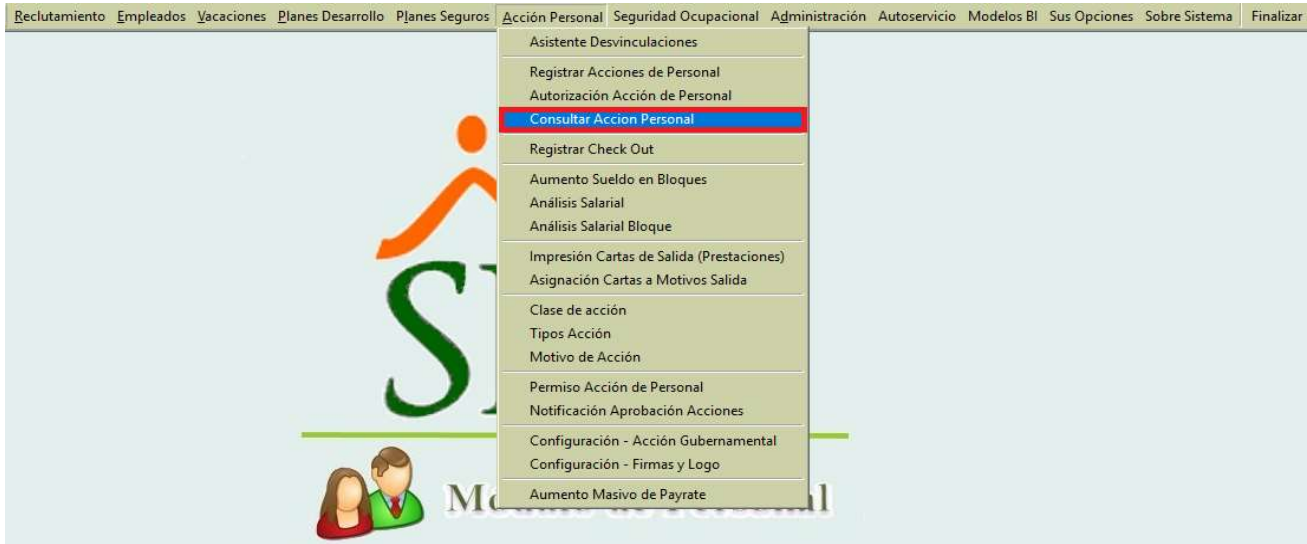 Reclutamiento Empleados Vacaciones Planes Desarrollo Planes Seguros Acción Personal Seguridad Ocupacional Administración Autoservicio Modelos BI Sus Opciones Sobre Sistema Finalizar
Asistente Desvinculaciones
Registrar Acciones de Personal
Autorización Acción de Personal
Consultar Accion Personal
Registrar Check Out
Aumento Sueldo en Bloques
Análisis Salarial
Análisis Salarial Bloque
Impresión Cartas de Salida (Prestaciones)
Asignación Cartas a Motivos Salida
Clase de acción
Tipos Acción
Motivo de Acción
Permiso Acción de Personal
Notificación Aprobación Acciones
Configuración - Acción Gubernamental
Configuración - Firmas y Logo
Aumento Masivo de Payrate